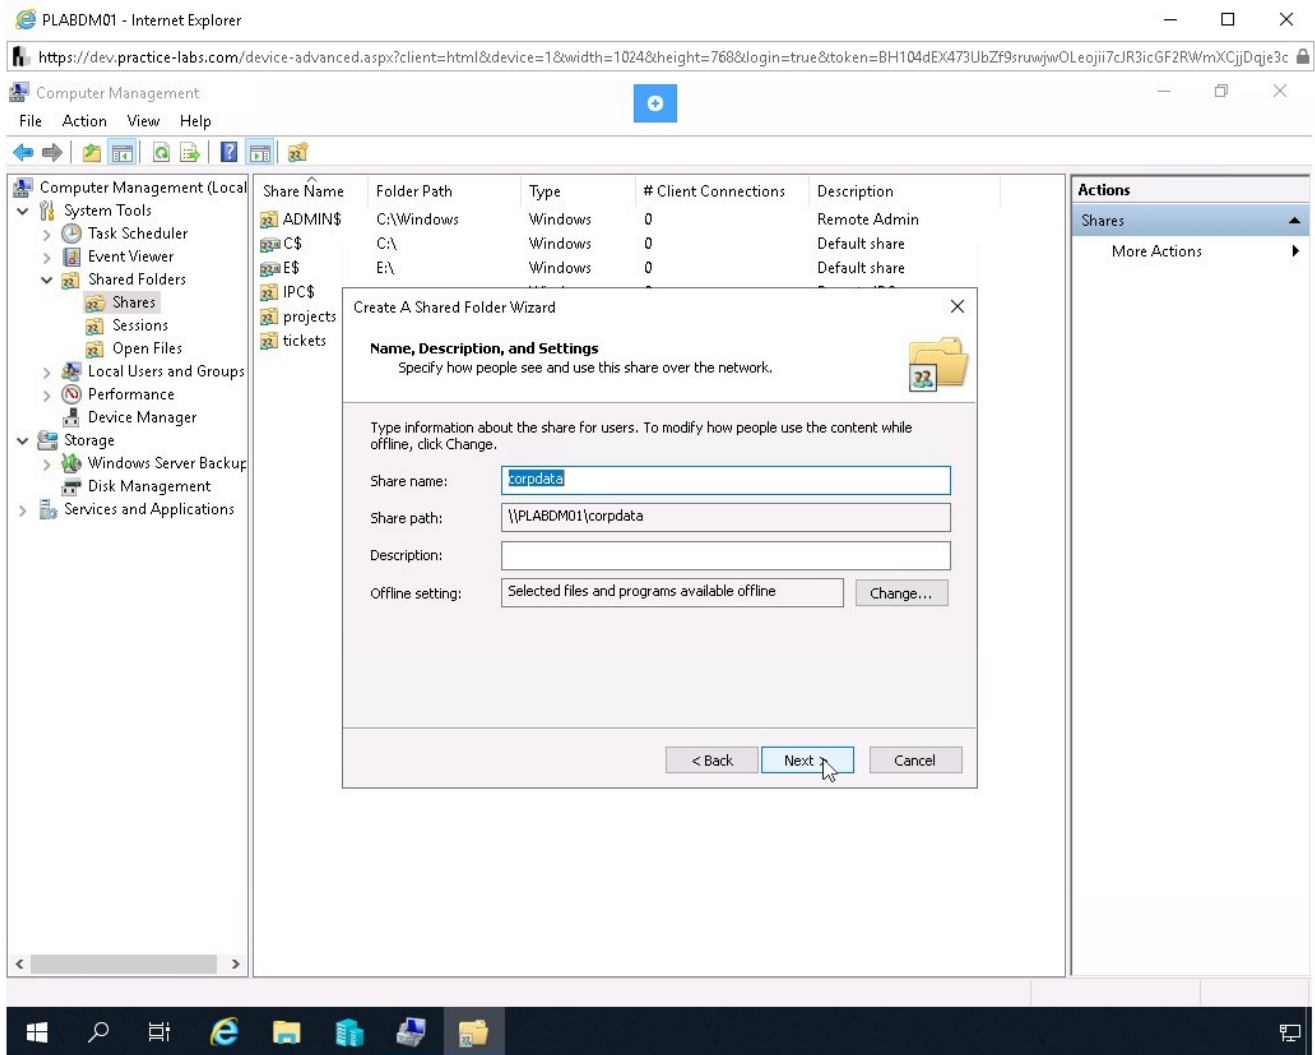 PLABDM01 - Internet Explorer
https://dev.practice-labs.com/device-advanced.aspx?client=html&device=1&width=1024&height=768&login=true&token=BH104dEX473UbZf9sruwjwOLeojii7cJR3icGF2RWmXCjjDqje3c
Computer Management
File Action View Help
Computer Management (Local
System Tools
Task Scheduler
Event Viewer
Shared Folders
Shares
Sessions
Open Files
Local Users and Groups
Performance
Device Manager
Storage
Windows Server Backup
Disk Management
Services and Applications
Share Name Folder Path Type # Client Connections Description
ADMIN$ C:\Windows Windows 0 Remote Admin
C$ C:\ Windows 0 Default share
E$ E:\ Windows 0 Default share
IPC$
projects
tickets
Create A Shared Folder Wizard
Name, Description, and Settings
Specify how people see and use this share over the network.
Type information about the share for users. To modify how people use the content while
offline, click Change.
Share name: corpdata
Share path: \\PLABDM01\corpdata
Description:
Offline setting: Selected files and programs available offline Change...
< Back Next > Cancel
Actions
Shares
More Actions